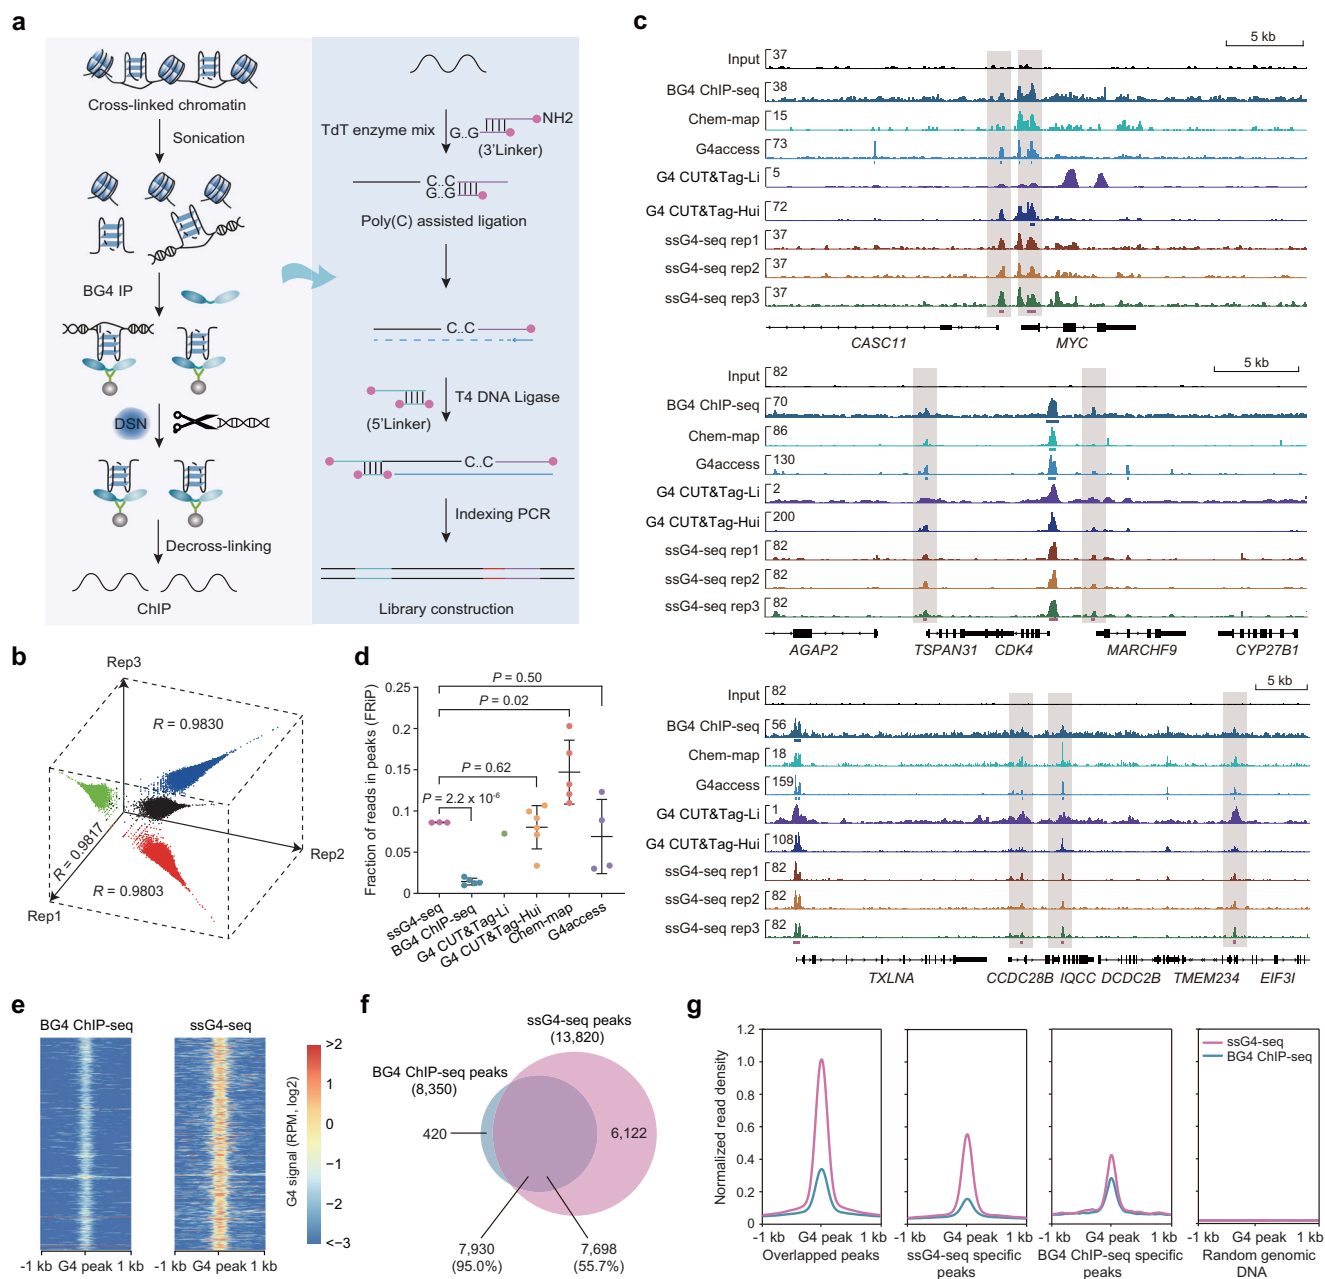 a
Cross-linked chromatin
Sonication
BG4 IP
DSN
Decross-linking
ChIP
TdT enzyme mix
G..G
NH2
(3'Linker)
C..C
G..G
Poly(C) assisted ligation
C..C
T4 DNA Ligase
(5'Linker)
C..C
Indexing PCR
Library construction
b
Rep3
R = 0.9830
R = 0.9817
R = 0.9803
Rep2
Rep1
c
5 kb
Input 37
BG4 ChIP-seq 38
Chem-map 15
G4access 73
G4 CUT&Tag-Li 5
G4 CUT&Tag-Hui 72
ssG4-seq rep1 37
ssG4-seq rep2 37
ssG4-seq rep3 37
CASC11 MYC
5 kb
Input 82
BG4 ChIP-seq 70
Chem-map 86
G4access 130
G4 CUT&Tag-Li 2
G4 CUT&Tag-Hui 200
ssG4-seq rep1 82
ssG4-seq rep2 82
ssG4-seq rep3 82
AGAP2 TSPAN31 CDK4 MARCHF9 CYP27B1
5 kb
Input 82
BG4 ChIP-seq 56
Chem-map 18
G4access 159
G4 CUT&Tag-Li 1
G4 CUT&Tag-Hui 108
ssG4-seq rep1 82
ssG4-seq rep2 82
ssG4-seq rep3 82
TXLNA CCDC28B IQCC DCDC2B TMEM234 EIF3I
d
Fraction of reads in peaks (FRiP)
0.25
0.2
0.15
0.1
0.05
0
P = 0.50
P = 0.02
P = 0.62
P = 2.2 x 10⁻⁶
ssG4-seq
BG4 ChIP-seq
G4 CUT&Tag-Li
G4 CUT&Tag-Hui
Chem-map
G4access
e
BG4 ChIP-seq
ssG4-seq
-1 kb G4 peak 1 kb
-1 kb G4 peak 1 kb
G4 signal (RPM, log2)
>2
1
0
−1
−2
<−3
f
ssG4-seq peaks
(13,820)
BG4 ChIP-seq peaks
(8,350)
420
6,122
7,930
(95.0%)
7,698
(55.7%)
g
Normalized read density
1.2
1.0
0.8
0.6
0.4
0.2
0
ssG4-seq
BG4 ChIP-seq
-1 kb G4 peak 1 kb
Overlapped peaks
-1 kb G4 peak 1 kb
ssG4-seq specific
peaks
-1 kb G4 peak 1 kb
BG4 ChIP-seq specific
peaks
-1 kb G4 peak 1 kb
Random genomic
DNA